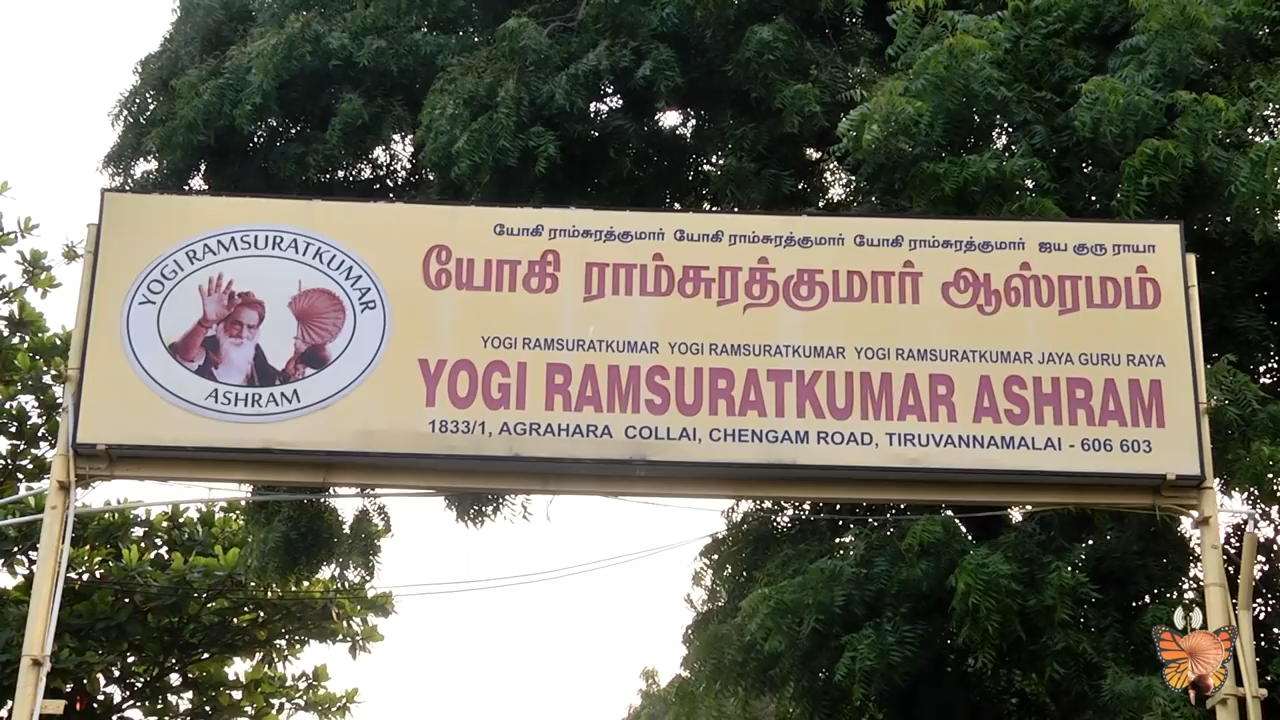 YOGI RAMSURATKUMAR
ASHRAM
யோகி ராம்சுரத்குமார் யோகி ராம்சுரத்குமார் யோகி ராம்சுரத்குமார் ஜய குரு ராயா
யோகி ராம்சுரத்குமார் ஆஸ்ரமம்
YOGI RAMSURATKUMAR YOGI RAMSURATKUMAR YOGI RAMSURATKUMAR JAYA GURU RAYA
YOGI RAMSURATKUMAR ASHRAM
1833/1, AGRAHARA COLLAI, CHENGAM ROAD, TIRUVANNAMALAI - 606 603